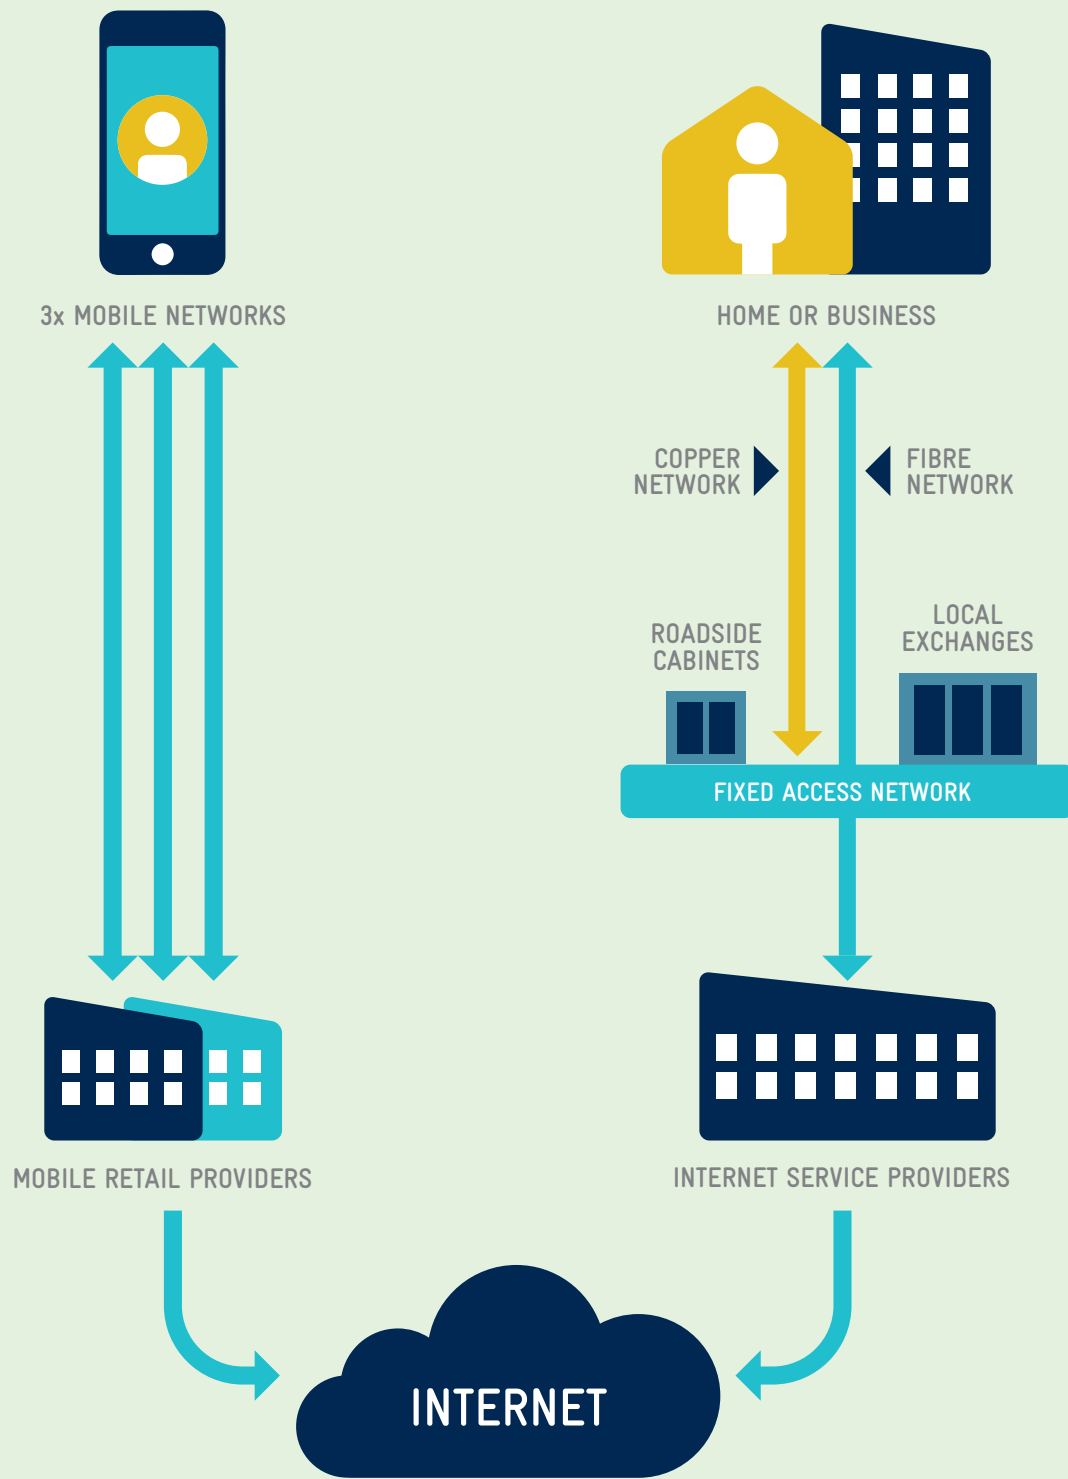 3x MOBILE NETWORKS
HOME OR BUSINESS
COPPER
NETWORK
FIBRE
NETWORK
ROADSIDE
CABINETS
LOCAL
EXCHANGES
FIXED ACCESS NETWORK
MOBILE RETAIL PROVIDERS
INTERNET SERVICE PROVIDERS
INTERNET